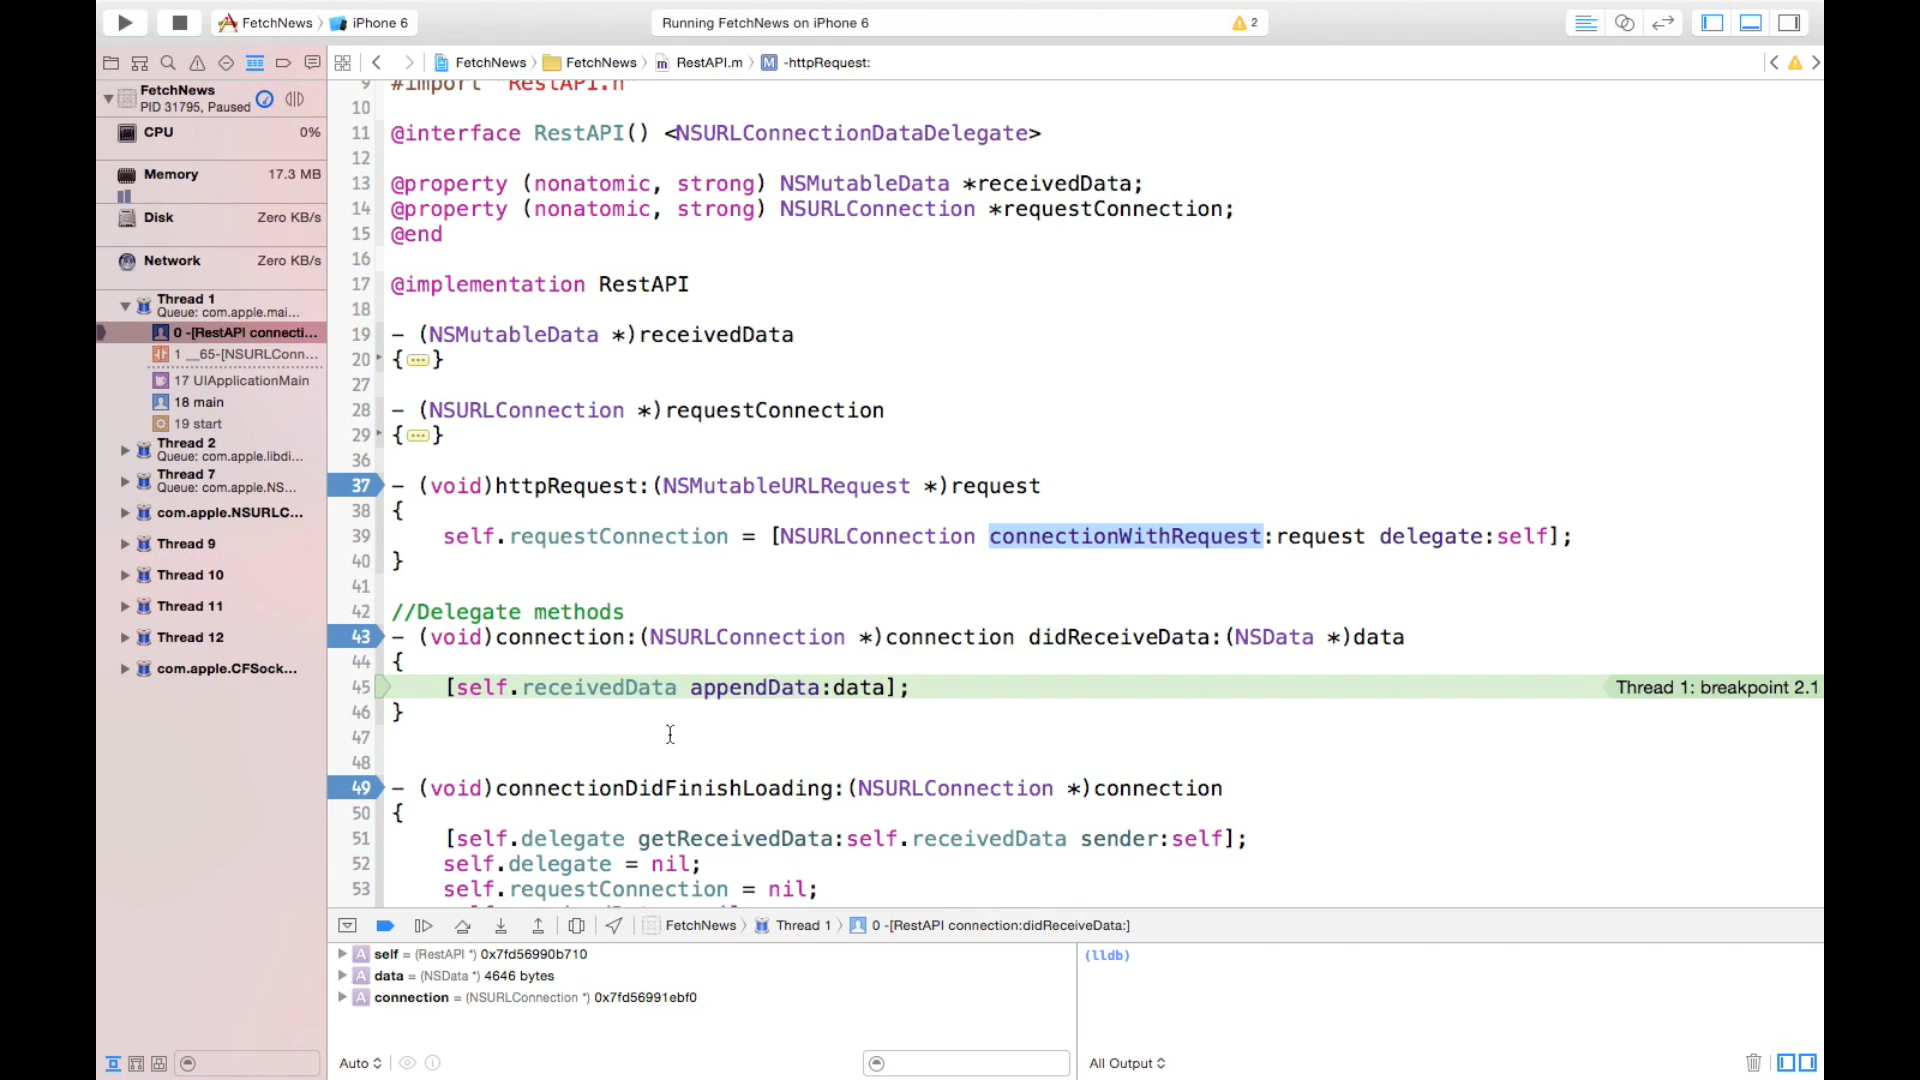 FetchNews 〉 iPhone 6
Running FetchNews on iPhone 6
2
FetchNews 〉 FetchNews 〉 m RestAPI.m 〉 M -httpRequest:
FetchNews
PID 31795, Paused
CPU 0%
Memory 17.3 MB
Disk Zero KB/s
Network Zero KB/s
Thread 1
Queue: com.apple.mai...
0 -[RestAPI connecti...
1 __65-[NSURLConn...
17 UIApplicationMain
18 main
19 start
Thread 2
Queue: com.apple.libdi...
Thread 7
Queue: com.apple.NS...
com.apple.NSURLC...
Thread 9
Thread 10
Thread 11
Thread 12
com.apple.CFSock...
9 #import "RestAPI.h"
10
11 @interface RestAPI() <NSURLConnectionDataDelegate>
12
13 @property (nonatomic, strong) NSMutableData *receivedData;
14 @property (nonatomic, strong) NSURLConnection *requestConnection;
15 @end
16
17 @implementation RestAPI
18
19 - (NSMutableData *)receivedData
20 {...}
27
28 - (NSURLConnection *)requestConnection
29 {...}
36
37 - (void)httpRequest:(NSMutableURLRequest *)request
38 {
39 self.requestConnection = [NSURLConnection connectionWithRequest:request delegate:self];
40 }
41
42 //Delegate methods
43 - (void)connection:(NSURLConnection *)connection didReceiveData:(NSData *)data
44 {
45 [self.receivedData appendData:data]; Thread 1: breakpoint 2.1
46 }
47
48
49 - (void)connectionDidFinishLoading:(NSURLConnection *)connection
50 {
51 [self.delegate getReceivedData:self.receivedData sender:self];
52 self.delegate = nil;
53 self.requestConnection = nil;
FetchNews 〉 Thread 1 〉 0 -[RestAPI connection:didReceiveData:]
A self = (RestAPI *) 0x7fd56990b710
A data = (NSData *) 4646 bytes
A connection = (NSURLConnection *) 0x7fd56991ebf0
(lldb)
Auto
All Output